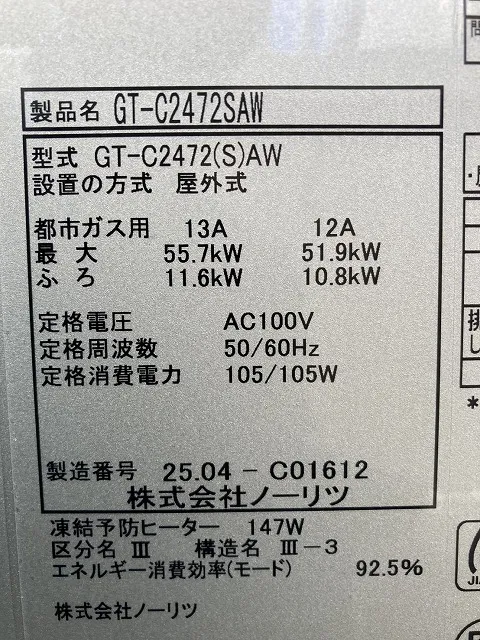 製品名 GT-C2472SAW
型式 GT-C2472(S)AW
設置の方式 屋外式
都市ガス用 13A 12A
最 大 55.7kW 51.9kW
ふ ろ 11.6kW 10.8kW
定格電圧 AC100V
定格周波数 50/60Hz
定格消費電力 105/105W
製造番号 25.04 - C01612
株式会社ノーリツ
凍結予防ヒーター 147W
区分名 Ⅲ 構造名 Ⅲ-3
エネルギー消費効率(モード) 92.5%
株式会社ノーリツ
問
*